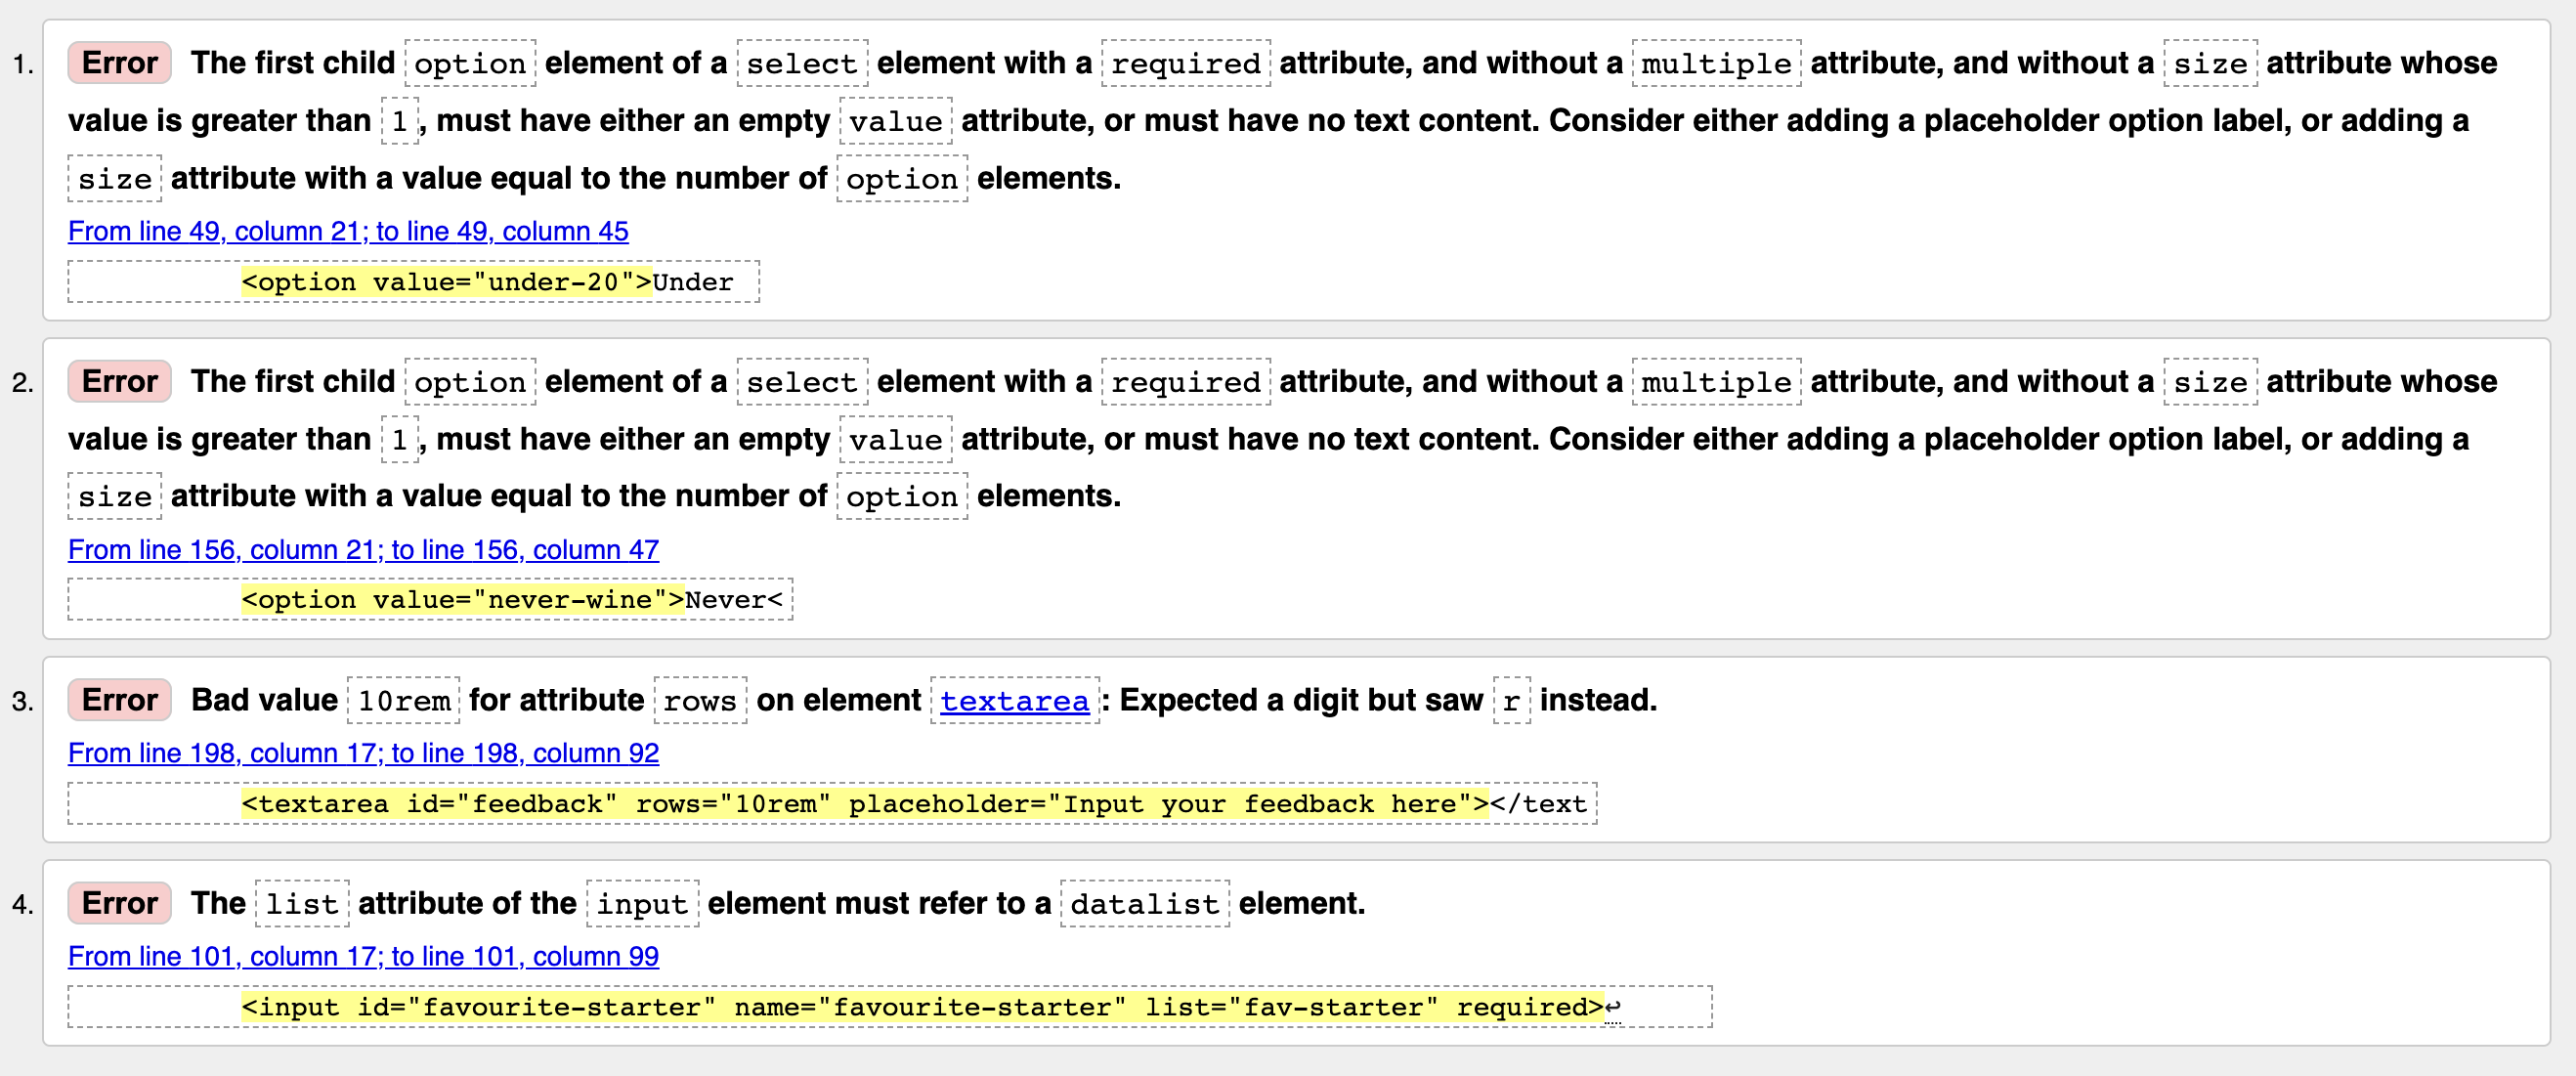 1. Error The first child option element of a select element with a required attribute, and without a multiple attribute, and without a size attribute whose
value is greater than 1, must have either an empty value attribute, or must have no text content. Consider either adding a placeholder option label, or adding a
size attribute with a value equal to the number of option elements.
From line 49, column 21; to line 49, column 45
<option value="under-20">Under
2. Error The first child option element of a select element with a required attribute, and without a multiple attribute, and without a size attribute whose
value is greater than 1, must have either an empty value attribute, or must have no text content. Consider either adding a placeholder option label, or adding a
size attribute with a value equal to the number of option elements.
From line 156, column 21; to line 156, column 47
<option value="never-wine">Never<
3. Error Bad value 10rem for attribute rows on element textarea: Expected a digit but saw r instead.
From line 198, column 17; to line 198, column 92
<textarea id="feedback" rows="10rem" placeholder="Input your feedback here"></text
4. Error The list attribute of the input element must refer to a datalist element.
From line 101, column 17; to line 101, column 99
<input id="favourite-starter" name="favourite-starter" list="fav-starter" required>↩